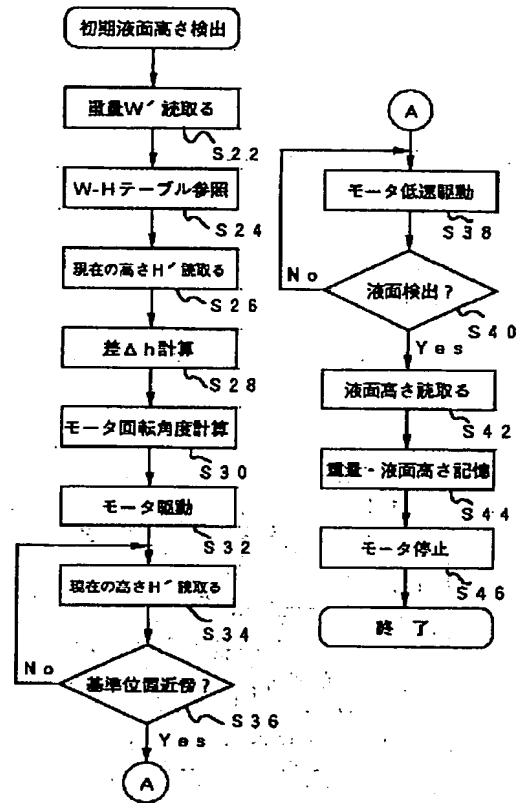 初期液面高さ検出
重量W´読取る
S22
W-Hテーブル参照
S24
現在の高さH´読取る
S26
差Δh計算
S28
モータ回転角度計算
S30
モータ駆動
S32
現在の高さH´読取る
S34
No
基準位置近傍?
S36
Yes
A
A
モータ低速駆動
S38
No
液面検出?
S40
Yes
液面高さ読取る
S42
重量・液面高さ記憶
S44
モータ停止
S46
終了